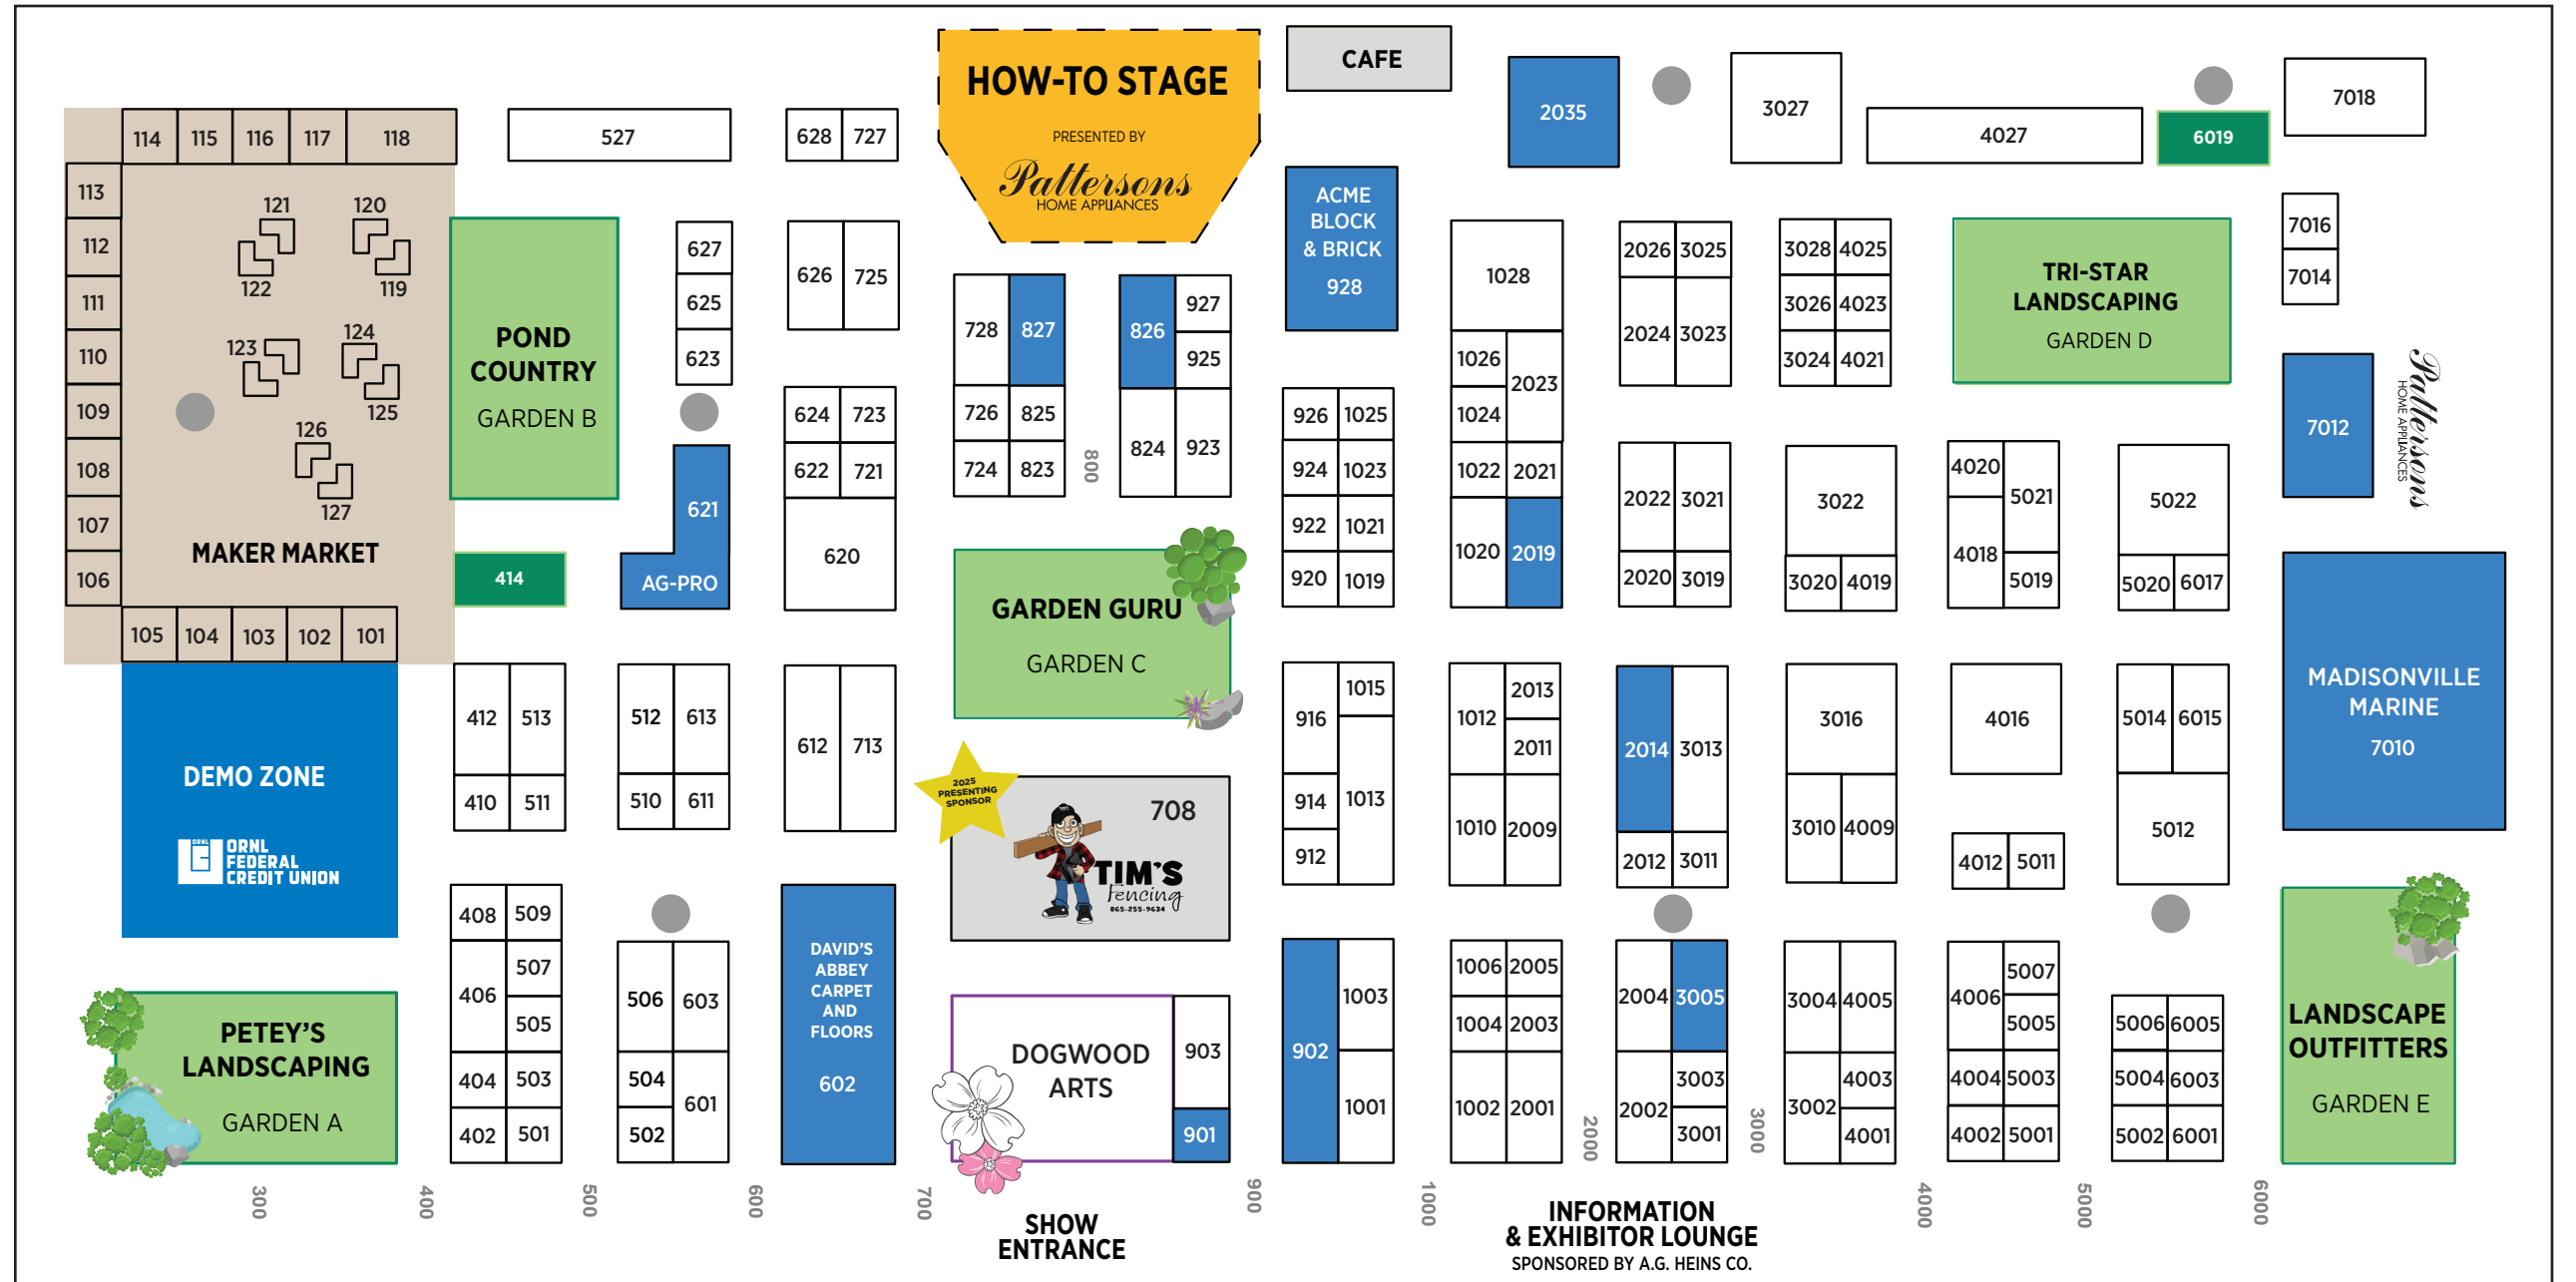 HOW-TO STAGE
PRESENTED BY
Pattersons
HOME APPLIANCES
CAFE
2035
3027
4027
6019
7018
114 115 116 117 118
527
628 727
113
112
111
110
109
108
107
106
105 104 103 102 101
121
120
122
119
123
124
125
126
127
MAKER MARKET
POND
COUNTRY
GARDEN B
414
627
625
623
621
AG-PRO
626 725
624 723
622 721
620
728 827
726 825
724 823
800
826 927
925
824 923
ACME
BLOCK
& BRICK
928
926 1025
924 1023
922 1021
920 1019
1028
1026 2023
1024
1022 2021
1020 2019
2026 3025
2024 3023
2022 3021
2020 3019
3028 4025
3026 4023
3024 4021
3022
3020 4019
TRI-STAR
LANDSCAPING
GARDEN D
4020 5021
4018 5019
5022
5020 6017
7016
7014
7012
Pattersons
HOME APPLIANCES
GARDEN GURU
GARDEN C
DEMO ZONE
ORNL
ORNL
FEDERAL
CREDIT UNION
412 513
410 511
512 613
510 611
612 713
2025
PRESENTING
SPONSOR
708
TIM'S
Fencing
865-255-9634
916 1015
914 1013
912
1012 2013
2011
1010 2009
2014 3013
2012 3011
3016
3010 4009
4016
4012 5011
5014 6015
5012
MADISONVILLE
MARINE
7010
PETEY'S
LANDSCAPING
GARDEN A
408 509
406 507
505
404 503
402 501
506 603
504 601
502
DAVID'S
ABBEY
CARPET
AND
FLOORS
602
DOGWOOD
ARTS
903
901
902 1003
1001
1006 2005
1004 2003
1002 2001
2000
2004 3005
2002 3003
3001
3000
3004 4005
3002 4003
4001
4006 5007
5005
4004 5003
4002 5001
5006 6005
5004 6003
5002 6001
LANDSCAPE
OUTFITTERS
GARDEN E
300
400
500
600
700
900
1000
4000
5000
6000
SHOW
ENTRANCE
INFORMATION
& EXHIBITOR LOUNGE
SPONSORED BY A.G. HEINS CO.